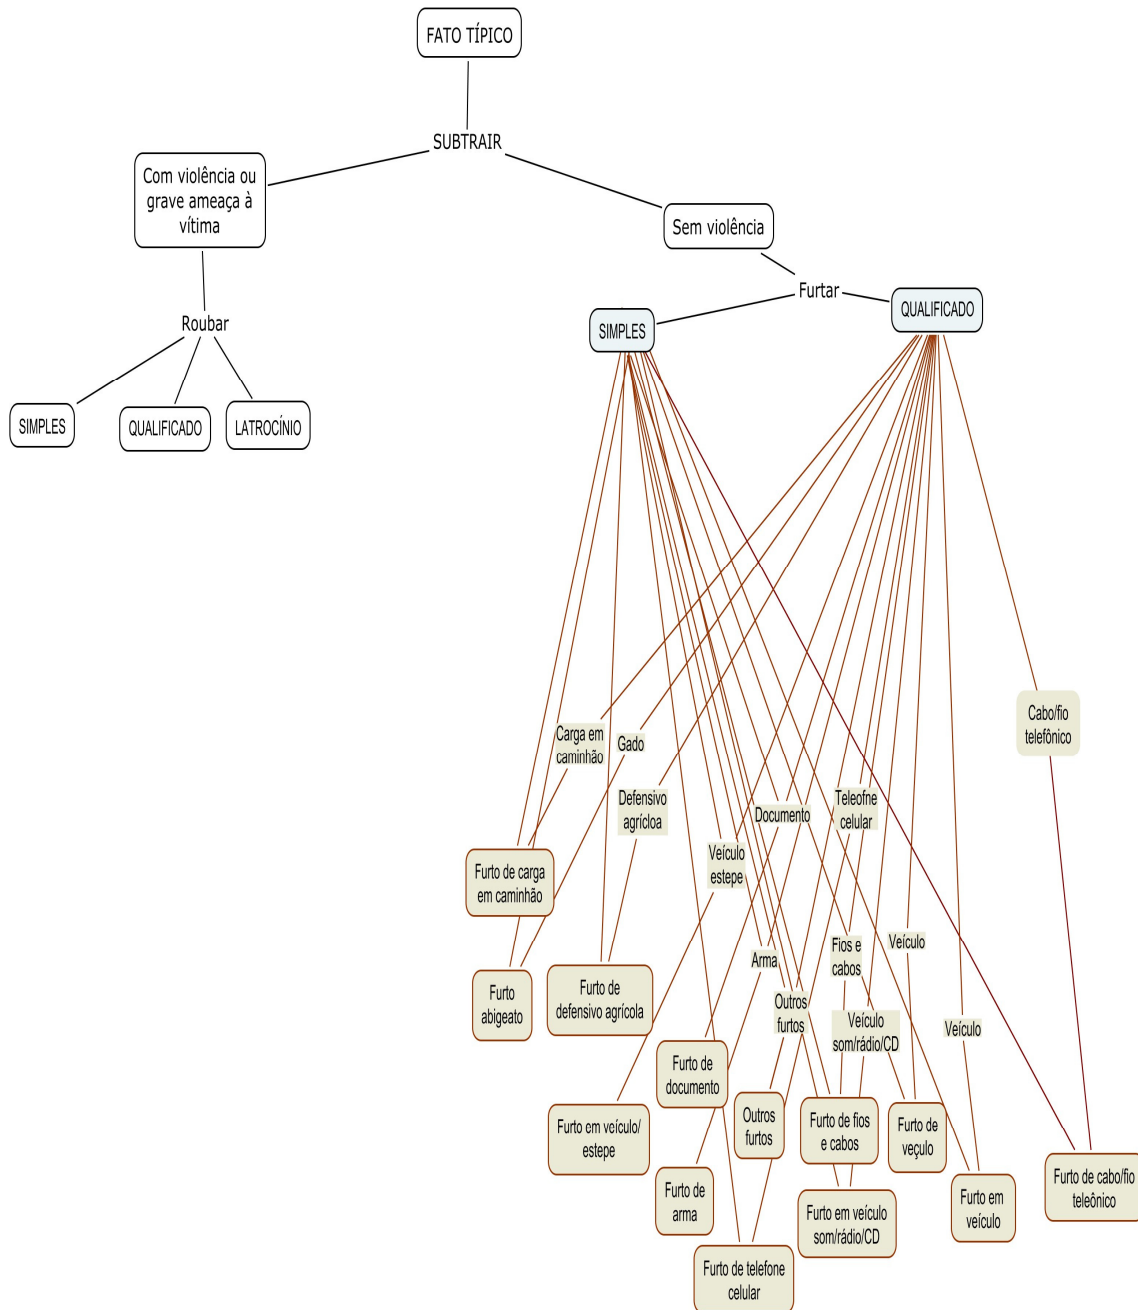 FATO TÍPICO
SUBTRAIR
Com violência ou
grave ameaça à
vítima
Sem violência
Furtar
QUALIFICADO
SIMPLES
Roubar
SIMPLES
QUALIFICADO
LATROCÍNIO
Cabo/fio
telefônico
Carga em
caminhão
Gado
Defensivo
agrícloa
Documento
Teleofne
celular
Veículo
estepe
Furto de carga
em caminhão
Arma
Fios e
cabos
Veículo
Furto
abigeato
Furto de
defensivo agrícola
Outros
furtos
Veículo
som/rádio/CD
Veículo
Furto de
documento
Furto em veículo/
estepe
Outros
furtos
Furto de fios
e cabos
Furto de
veçulo
Furto de cabo/fio
teleônico
Furto de
arma
Furto em veículo
som/rádio/CD
Furto em
veículo
Furto de telefone
celular